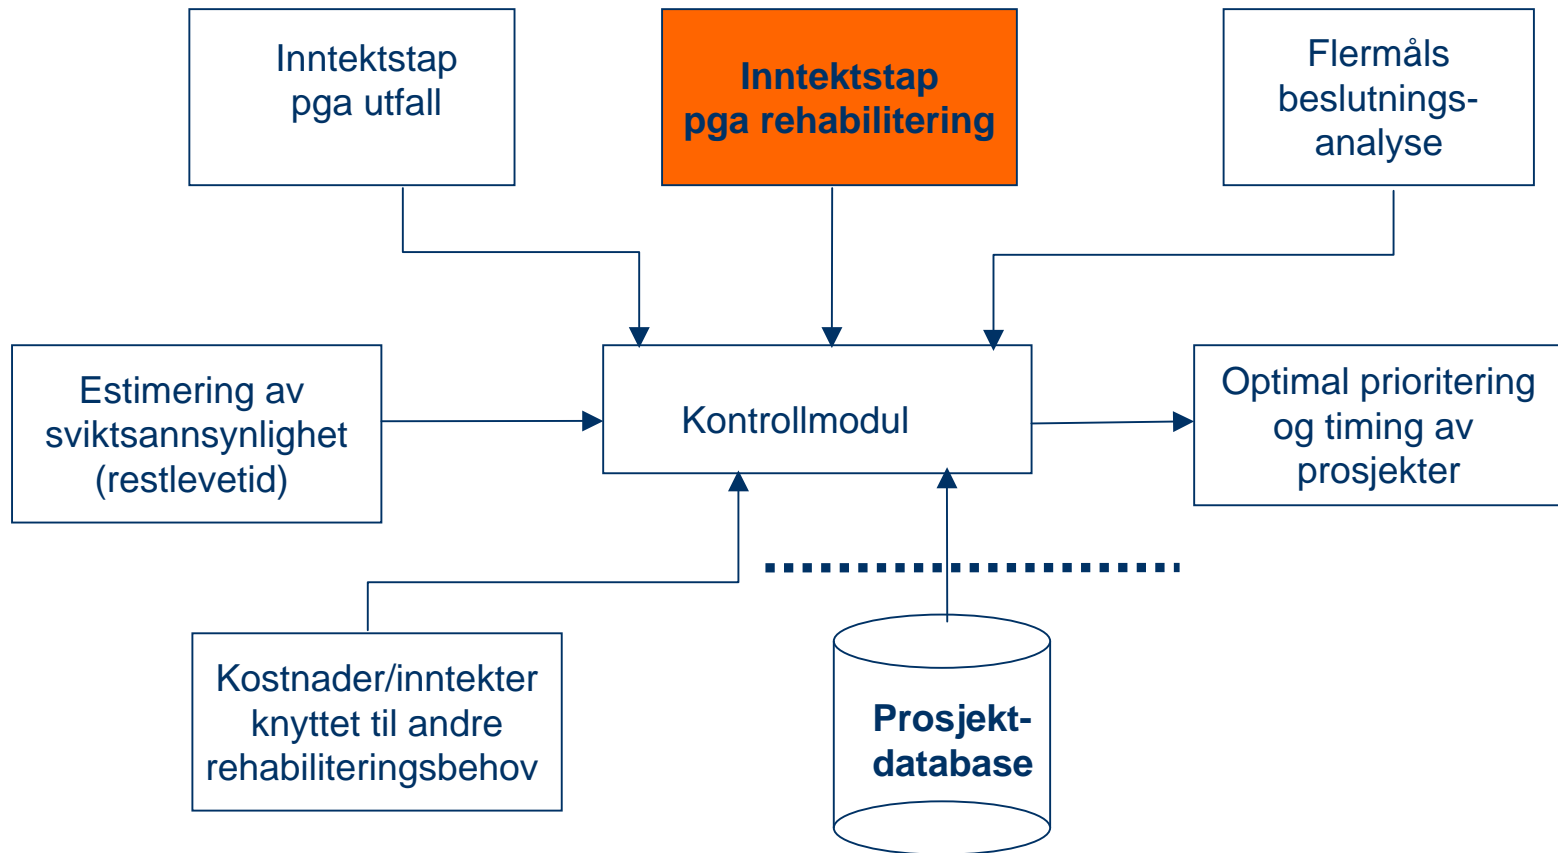 Inntektstap
pga utfall
Inntektstap
pga rehabilitering
Flermåls
beslutnings-
analyse
Estimering av
sviktsannsynlighet
(restlevetid)
Kontrollmodul
Optimal prioritering
og timing av
prosjekter
Kostnader/inntekter
knyttet til andre
rehabiliteringsbehov
Prosjekt-
database